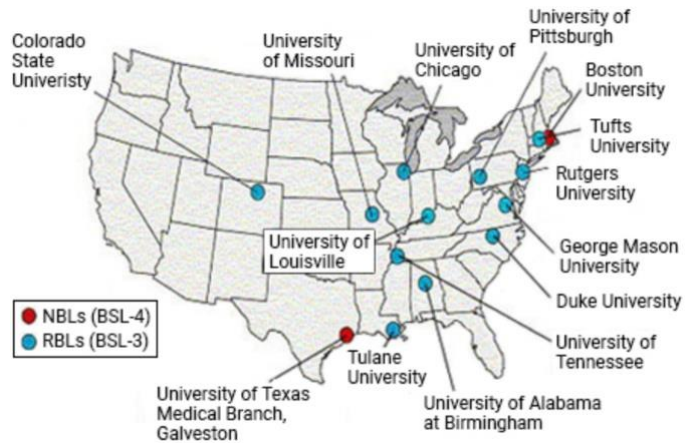 Colorado
State
Univeristy
University
of Missouri
University of
Chicago
University of
Pittsburgh
Boston
University
Tufts
University
Rutgers
University
George Mason
University
Duke University
University of
Tennessee
University of Alabama
at Birmingham
Tulane
University
University of Texas
Medical Branch,
Galveston
University of
Louisville
NBLs (BSL-4)
RBLs (BSL-3)